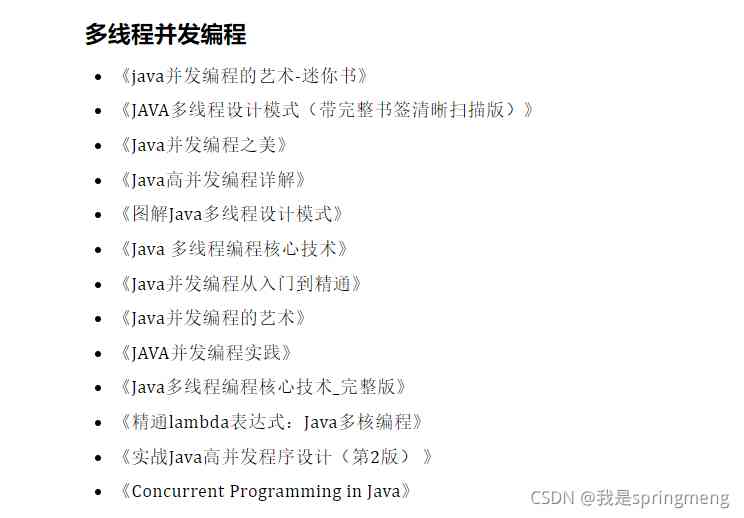 多线程并发编程
《java并发编程的艺术-迷你书》
《JAVA多线程设计模式（带完整书签清晰扫描版）》
《Java并发编程之美》
《Java高并发编程详解》
《图解Java多线程设计模式》
《Java 多线程编程核心技术》
《Java并发编程从入门到精通》
《Java并发编程的艺术》
《JAVA并发编程实践》
《Java多线程编程核心技术_完整版》
《精通lambda表达式：Java多核编程》
《实战Java高并发程序设计（第2版） 》
《Concurrent Programming in Java》
CSDN @我是springmeng